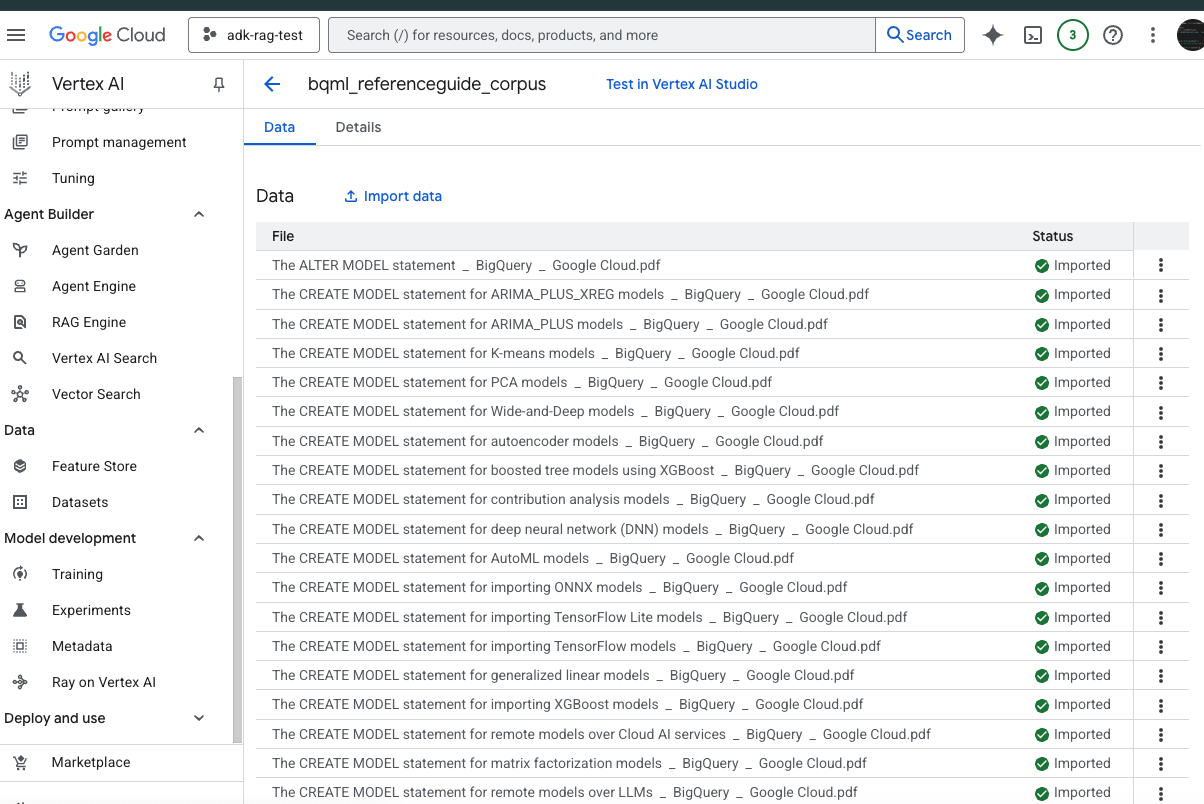 Google Cloud
adk-rag-test
Search (/) for resources, docs, products, and more
Search
3
Vertex AI
bqml_referenceguide_corpus
Test in Vertex AI Studio
Prompt gallery
Prompt management
Tuning
Agent Builder
Agent Garden
Agent Engine
RAG Engine
Vertex AI Search
Vector Search
Data
Feature Store
Datasets
Model development
Training
Experiments
Metadata
Ray on Vertex AI
Deploy and use
Marketplace
Data
Details
Data
Import data
File Status
The ALTER MODEL statement _ BigQuery _ Google Cloud.pdf Imported
The CREATE MODEL statement for ARIMA_PLUS_XREG models _ BigQuery _ Google Cloud.pdf Imported
The CREATE MODEL statement for ARIMA_PLUS models _ BigQuery _ Google Cloud.pdf Imported
The CREATE MODEL statement for K-means models _ BigQuery _ Google Cloud.pdf Imported
The CREATE MODEL statement for PCA models _ BigQuery _ Google Cloud.pdf Imported
The CREATE MODEL statement for Wide-and-Deep models _ BigQuery _ Google Cloud.pdf Imported
The CREATE MODEL statement for autoencoder models _ BigQuery _ Google Cloud.pdf Imported
The CREATE MODEL statement for boosted tree models using XGBoost _ BigQuery _ Google Cloud.pdf Imported
The CREATE MODEL statement for contribution analysis models _ BigQuery _ Google Cloud.pdf Imported
The CREATE MODEL statement for deep neural network (DNN) models _ BigQuery _ Google Cloud.pdf Imported
The CREATE MODEL statement for AutoML models _ BigQuery _ Google Cloud.pdf Imported
The CREATE MODEL statement for importing ONNX models _ BigQuery _ Google Cloud.pdf Imported
The CREATE MODEL statement for importing TensorFlow Lite models _ BigQuery _ Google Cloud.pdf Imported
The CREATE MODEL statement for importing TensorFlow models _ BigQuery _ Google Cloud.pdf Imported
The CREATE MODEL statement for generalized linear models _ BigQuery _ Google Cloud.pdf Imported
The CREATE MODEL statement for importing XGBoost models _ BigQuery _ Google Cloud.pdf Imported
The CREATE MODEL statement for remote models over Cloud AI services _ BigQuery _ Google Cloud.pdf Imported
The CREATE MODEL statement for matrix factorization models _ BigQuery _ Google Cloud.pdf Imported
The CREATE MODEL statement for remote models over LLMs _ BigQuery _ Google Cloud.pdf Imported